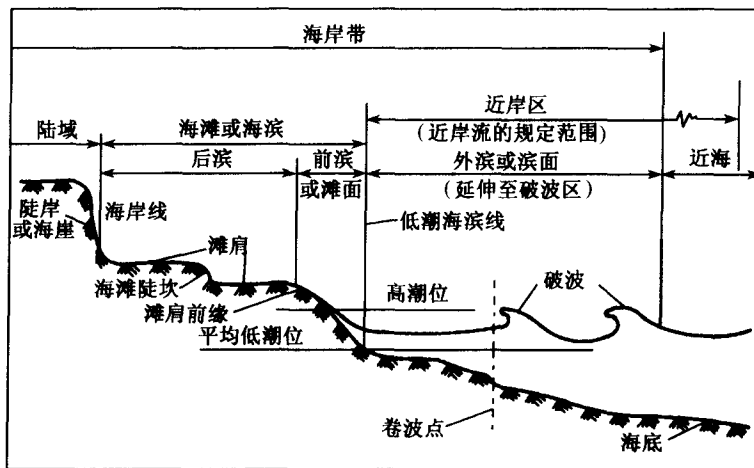 海岸带
近岸区
陆域
海滩或海滨
(近岸流的规定范围)
后滨
前滨
或滩面
外滨或滨面
(延伸至破波区)
近海
陡岸
或海崖
海岸线
低潮海滨线
滩肩
海滩陡坎
滩肩前缘
高潮位
破波
平均低潮位
卷波点
海底